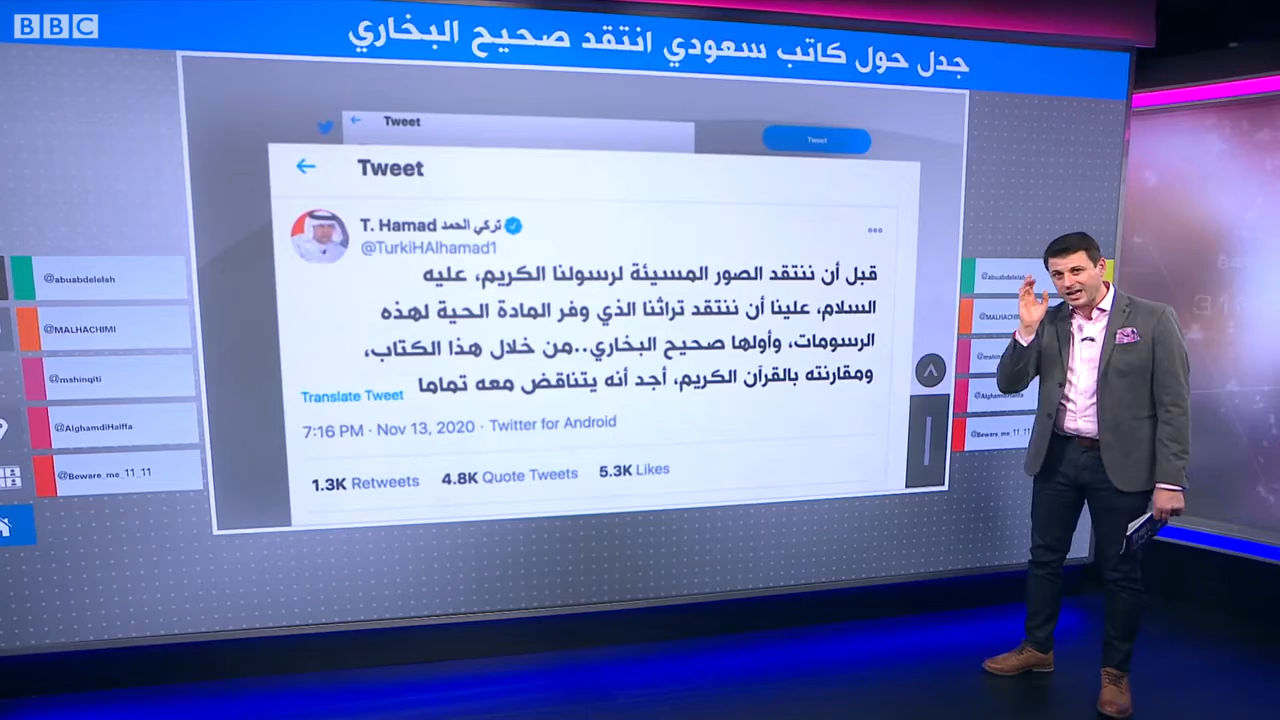 BBC
جدل حول كاتب سعودي انتقد صحيح البخاري
Tweet
Tweet
Tweet
T. Hamad تركي الحمد
@TurkiHAlhamad1
قبل أن ننتقد الصور المسيئة لرسولنا الكريم، عليه
السلام، علينا أن ننتقد تراثنا الذي وفر المادة الحية لهذه
الرسومات، وأولها صحيح البخاري..من خلال هذا الكتاب،
ومقارنته بالقرآن الكريم، أجد أنه يتناقض معه تماما
Translate Tweet
7:16 PM · Nov 13, 2020 · Twitter for Android
1.3K Retweets 4.8K Quote Tweets 5.3K Likes
@abuabdelelah
@MALHACHIMI
@mshinqiti
@AlghamdiHalffa
@Beware_me_11_11
@abuabdelelah
@MALHACHIMI
@Beware_me_11_11